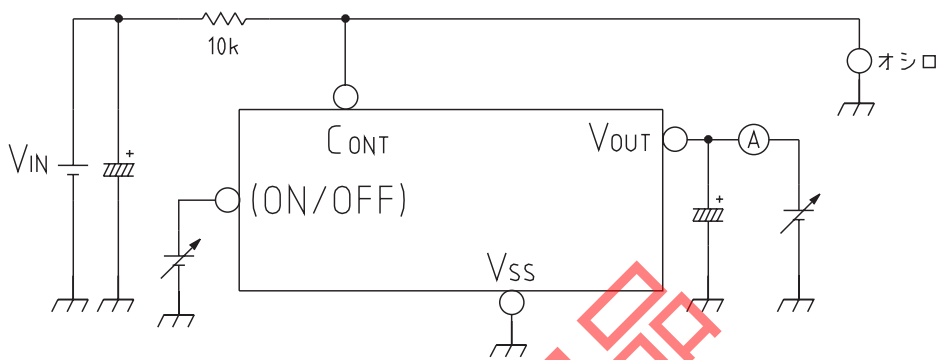 10k
オシロ
CONT
VOUT
A
VIN
+
(ON/OFF)
+
VSS